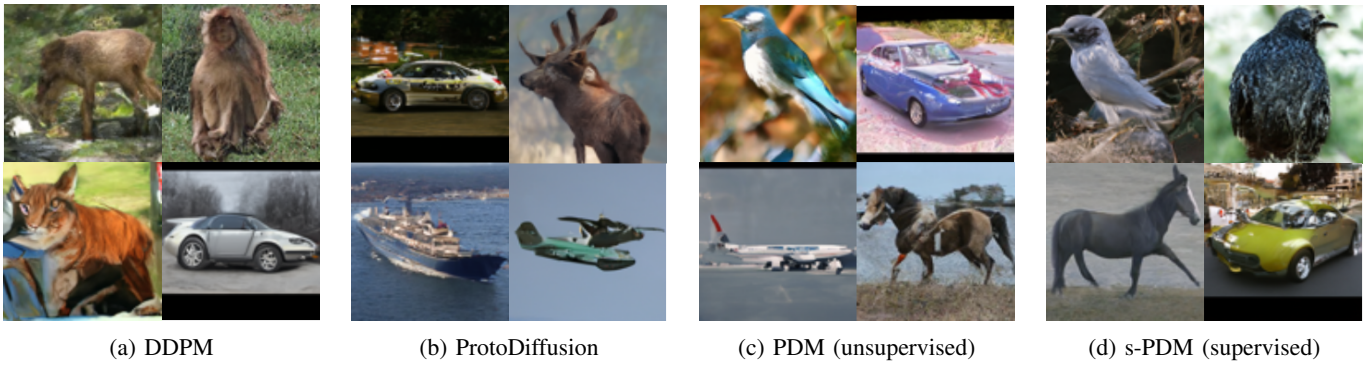 (a) DDPM
(b) ProtoDiffusion
(c) PDM (unsupervised)
(d) s-PDM (supervised)